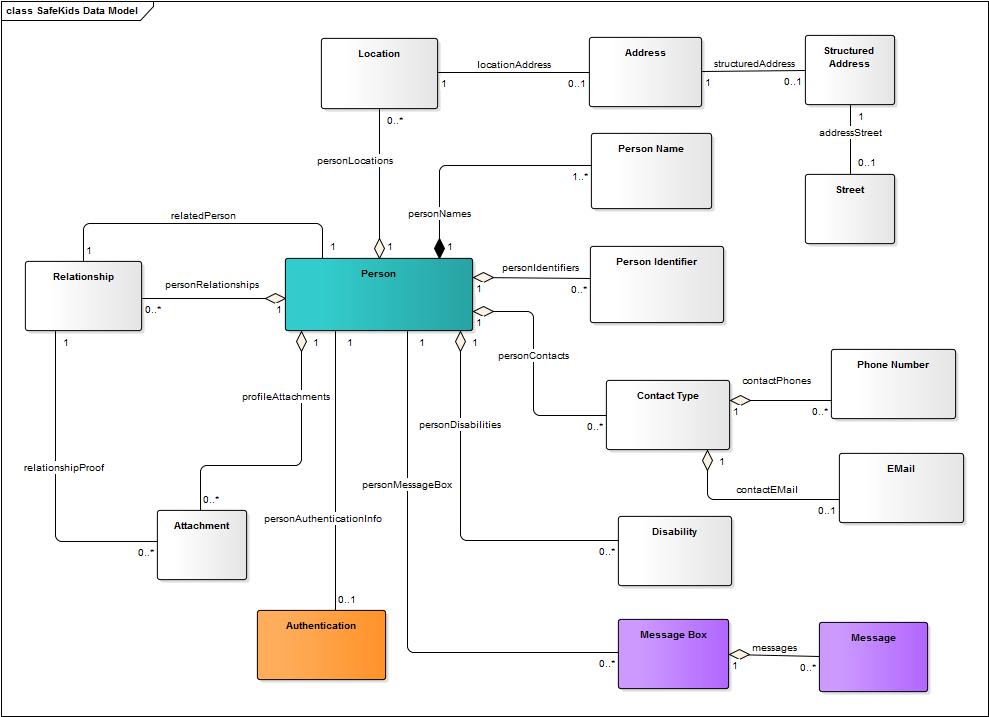 class SafeKids Data Model
Location
locationAddress
1
0..1
Address
structuredAddress
1
0..1
Structured
Address
0..*
1
addressStreet
0..1
Street
personLocations
1
Person Name
1..*
personNames
1
relatedPerson
1
1
Relationship
personRelationships
0..*
1
Person
personIdentifiers
1
0..*
Person Identifier
1
personContacts
0..*
Contact Type
contactPhones
1
0..*
Phone Number
1
contactEMail
0..1
EMail
1
1
1
1
1
profileAttachments
personDisabilities
relationshipProof
personMessageBox
0..*
Attachment
0..*
personAuthenticationInfo
0..1
Authentication
Disability
0..*
Message Box
0..*
messages
1
0..*
Message